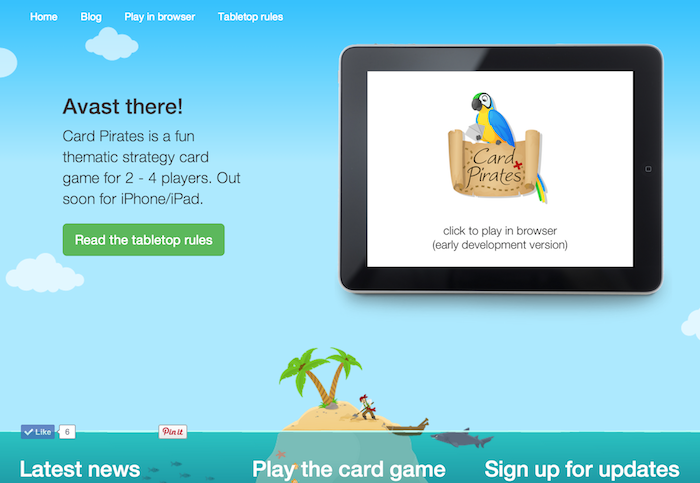 Home Blog Play in browser Tabletop rules
Avast there!
Card Pirates is a fun
thematic strategy card
game for 2 - 4 players. Out
soon for iPhone/iPad.
Read the tabletop rules
Card
Pirates
click to play in browser
(early development version)
Like 6 Pin it
Latest news Play the card game Sign up for updates